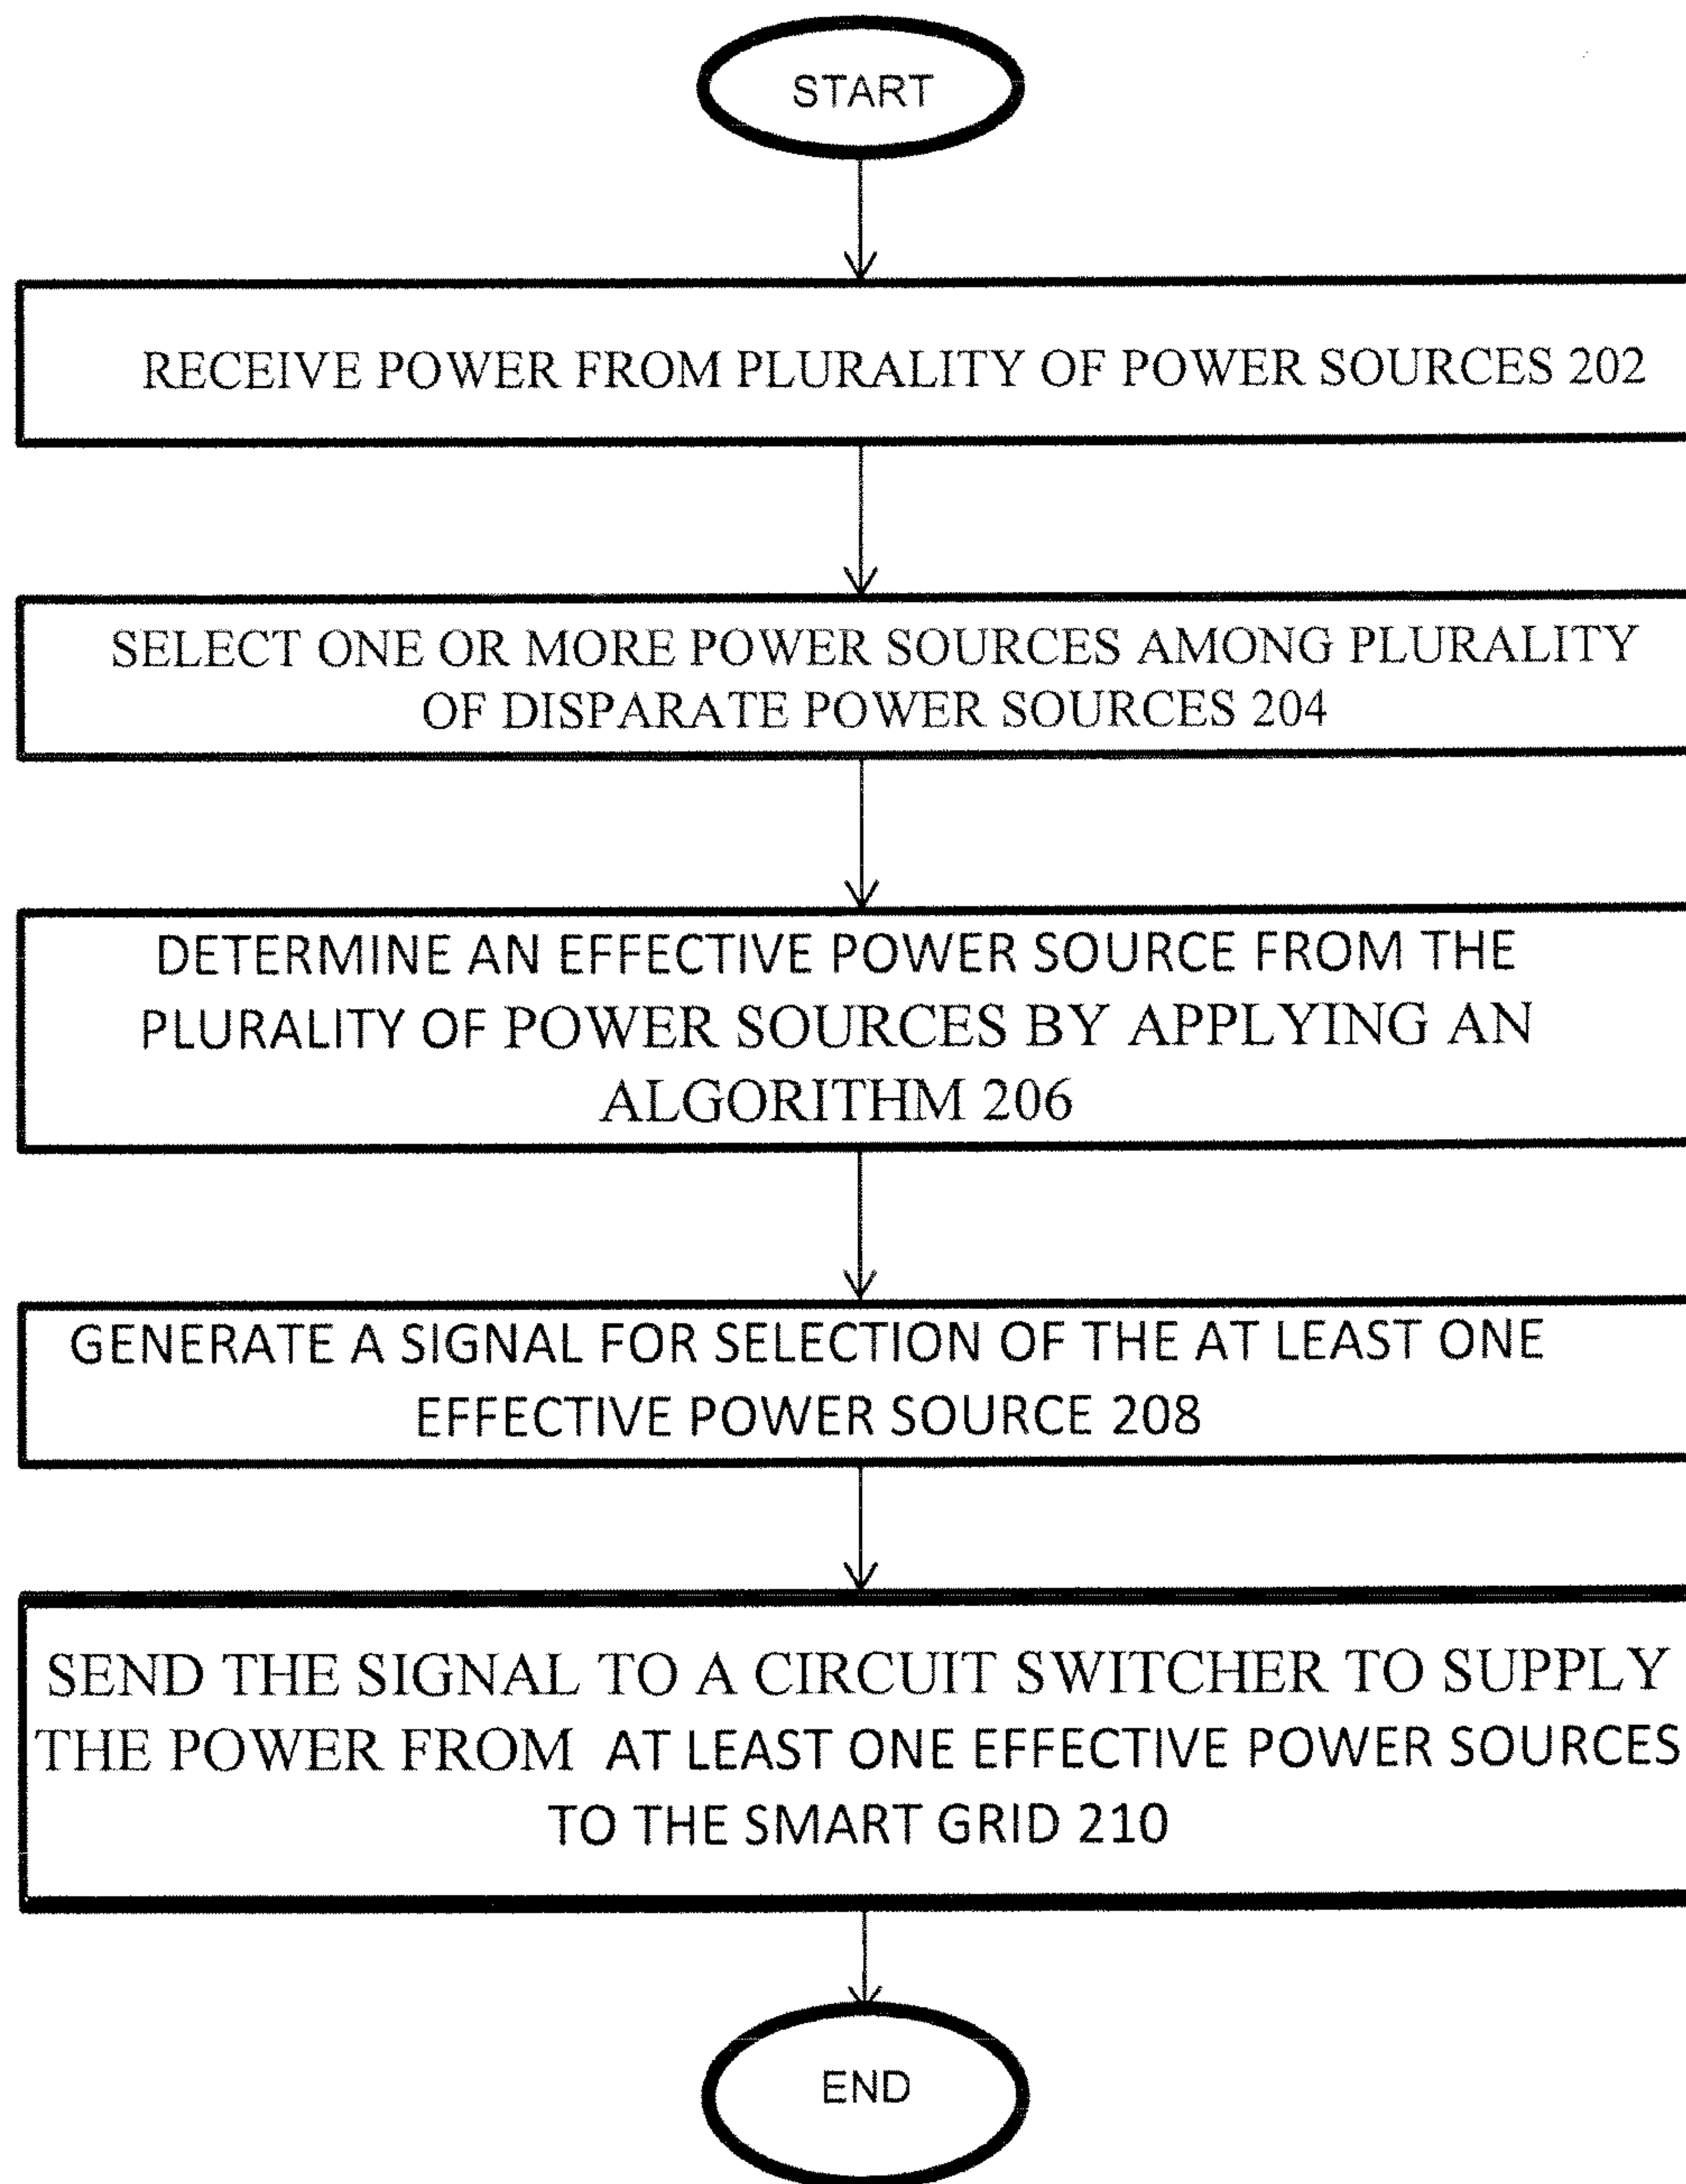 START
RECEIVE POWER FROM PLURALITY OF POWER SOURCES 202
SELECT ONE OR MORE POWER SOURCES AMONG PLURALITY
OF DISPARATE POWER SOURCES 204
DETERMINE AN EFFECTIVE POWER SOURCE FROM THE
PLURALITY OF POWER SOURCES BY APPLYING AN
ALGORITHM 206
GENERATE A SIGNAL FOR SELECTION OF THE AT LEAST ONE
EFFECTIVE POWER SOURCE 208
SEND THE SIGNAL TO A CIRCUIT SWITCHER TO SUPPLY
THE POWER FROM AT LEAST ONE EFFECTIVE POWER SOURCES
TO THE SMART GRID 210
END